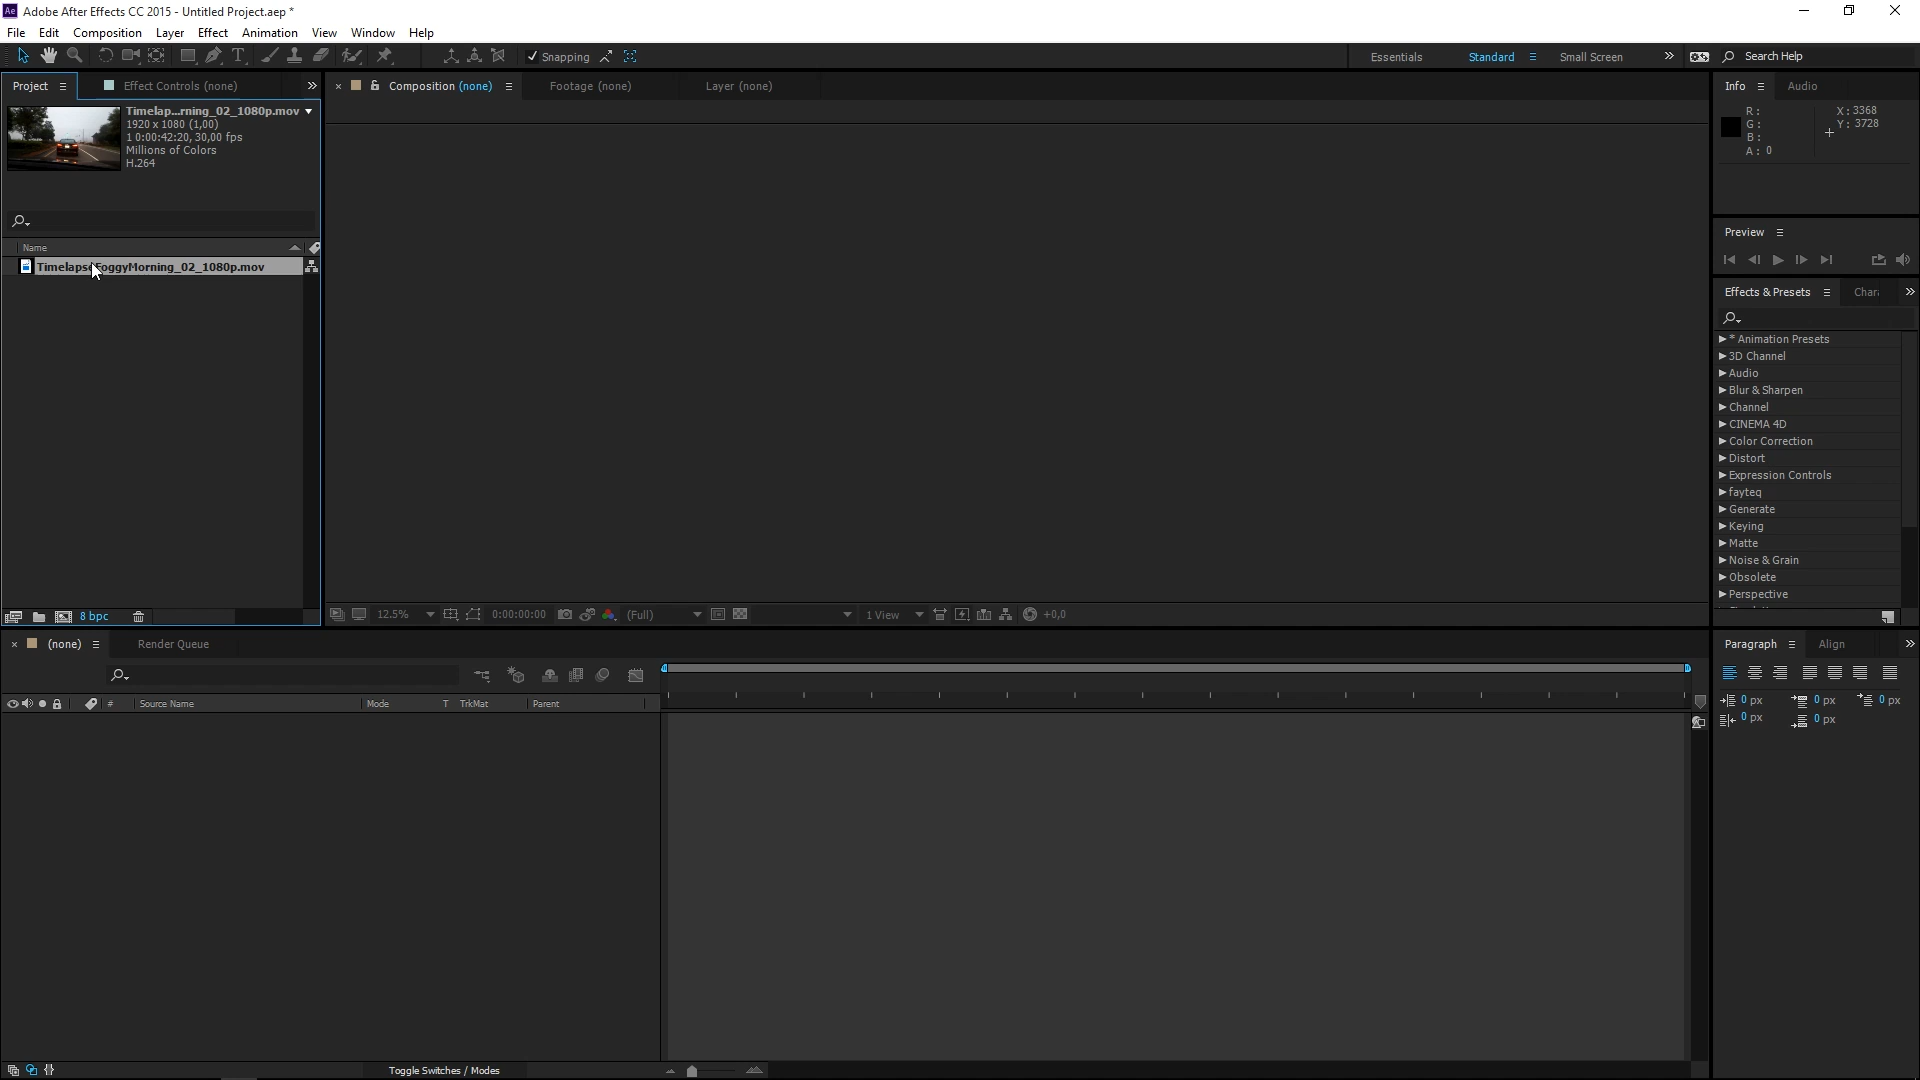 Ae Adobe After Effects CC 2015 - Untitled Project.aep *
File Edit Composition Layer Effect Animation View Window Help
T Snapping Essentials Standard Small Screen Search Help
Project Effect Controls (none) Composition (none) Footage (none) Layer (none) Info Audio
Timelap...rning_02_1080p.mov
1920 x 1080 (1,00)
1 0:00:42:20, 30,00 fps
Millions of Colors
H.264
R:
G:
B:
A: 0
X: 3368
Y: 3728
Name
TimelapseFoggyMorning_02_1080p.mov
Preview
Effects & Presets
* Animation Presets
3D Channel
Audio
Blur & Sharpen
Channel
CINEMA 4D
Color Correction
Distort
Expression Controls
fayteq
Generate
Keying
Matte
Noise & Grain
Obsolete
Perspective
8 bpc
12.5% 0:00:00:00 (Full) 1 View +0,0
(none) Render Queue
# Source Name Mode T TrkMat Parent
Paragraph Align
0 px 0 px 0 px
0 px 0 px
Toggle Switches / Modes